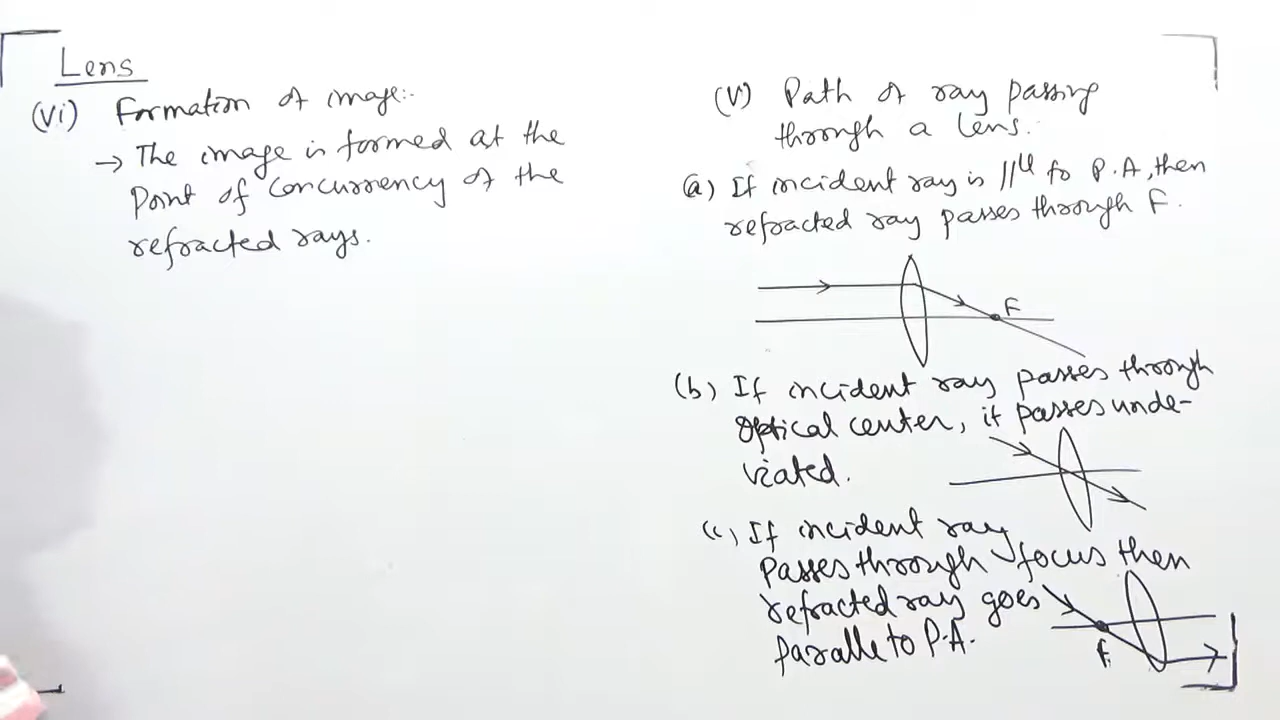 Lens
(vi) Formation of image:-
→ The image is formed at the
Point of Concurrency of the
refracted rays.
(v) Path of ray passing
through a lens.
(a) If incident ray is ||ˡˡ to P.A, then
refracted ray passes through F.
F
(b) If incident ray passes through
optical center, it passes unde-
viated.
(c) If incident ray
Passes through focus then
refracted ray goes
paralle to P.A.
F